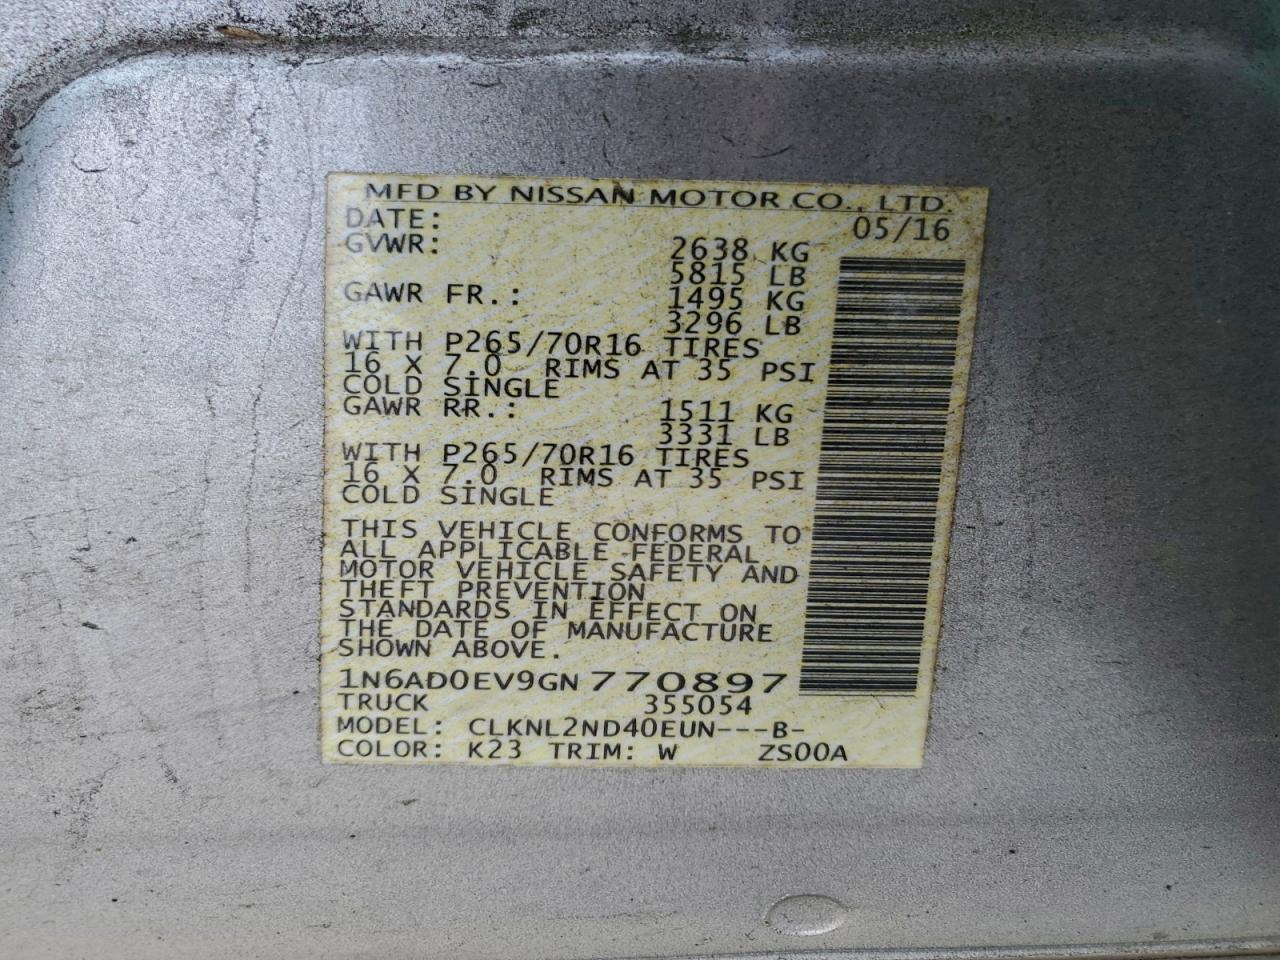 MFD BY NISSAN MOTOR CO., LTD.
DATE: 05/16
GVWR: 2638 KG
5815 LB
GAWR FR.: 1495 KG
3296 LB
WITH P265/70R16 TIRES
16 X 7.0 RIMS AT 35 PSI
COLD SINGLE
GAWR RR.: 1511 KG
3331 LB
WITH P265/70R16 TIRES
16 X 7.0 RIMS AT 35 PSI
COLD SINGLE
THIS VEHICLE CONFORMS TO
ALL APPLICABLE FEDERAL
MOTOR VEHICLE SAFETY AND
THEFT PREVENTION
STANDARDS IN EFFECT ON
THE DATE OF MANUFACTURE
SHOWN ABOVE.
1N6AD0EV9GN770897
TRUCK 355054
MODEL: CLKNL2ND40EUN---B-
COLOR: K23 TRIM: W ZS00A